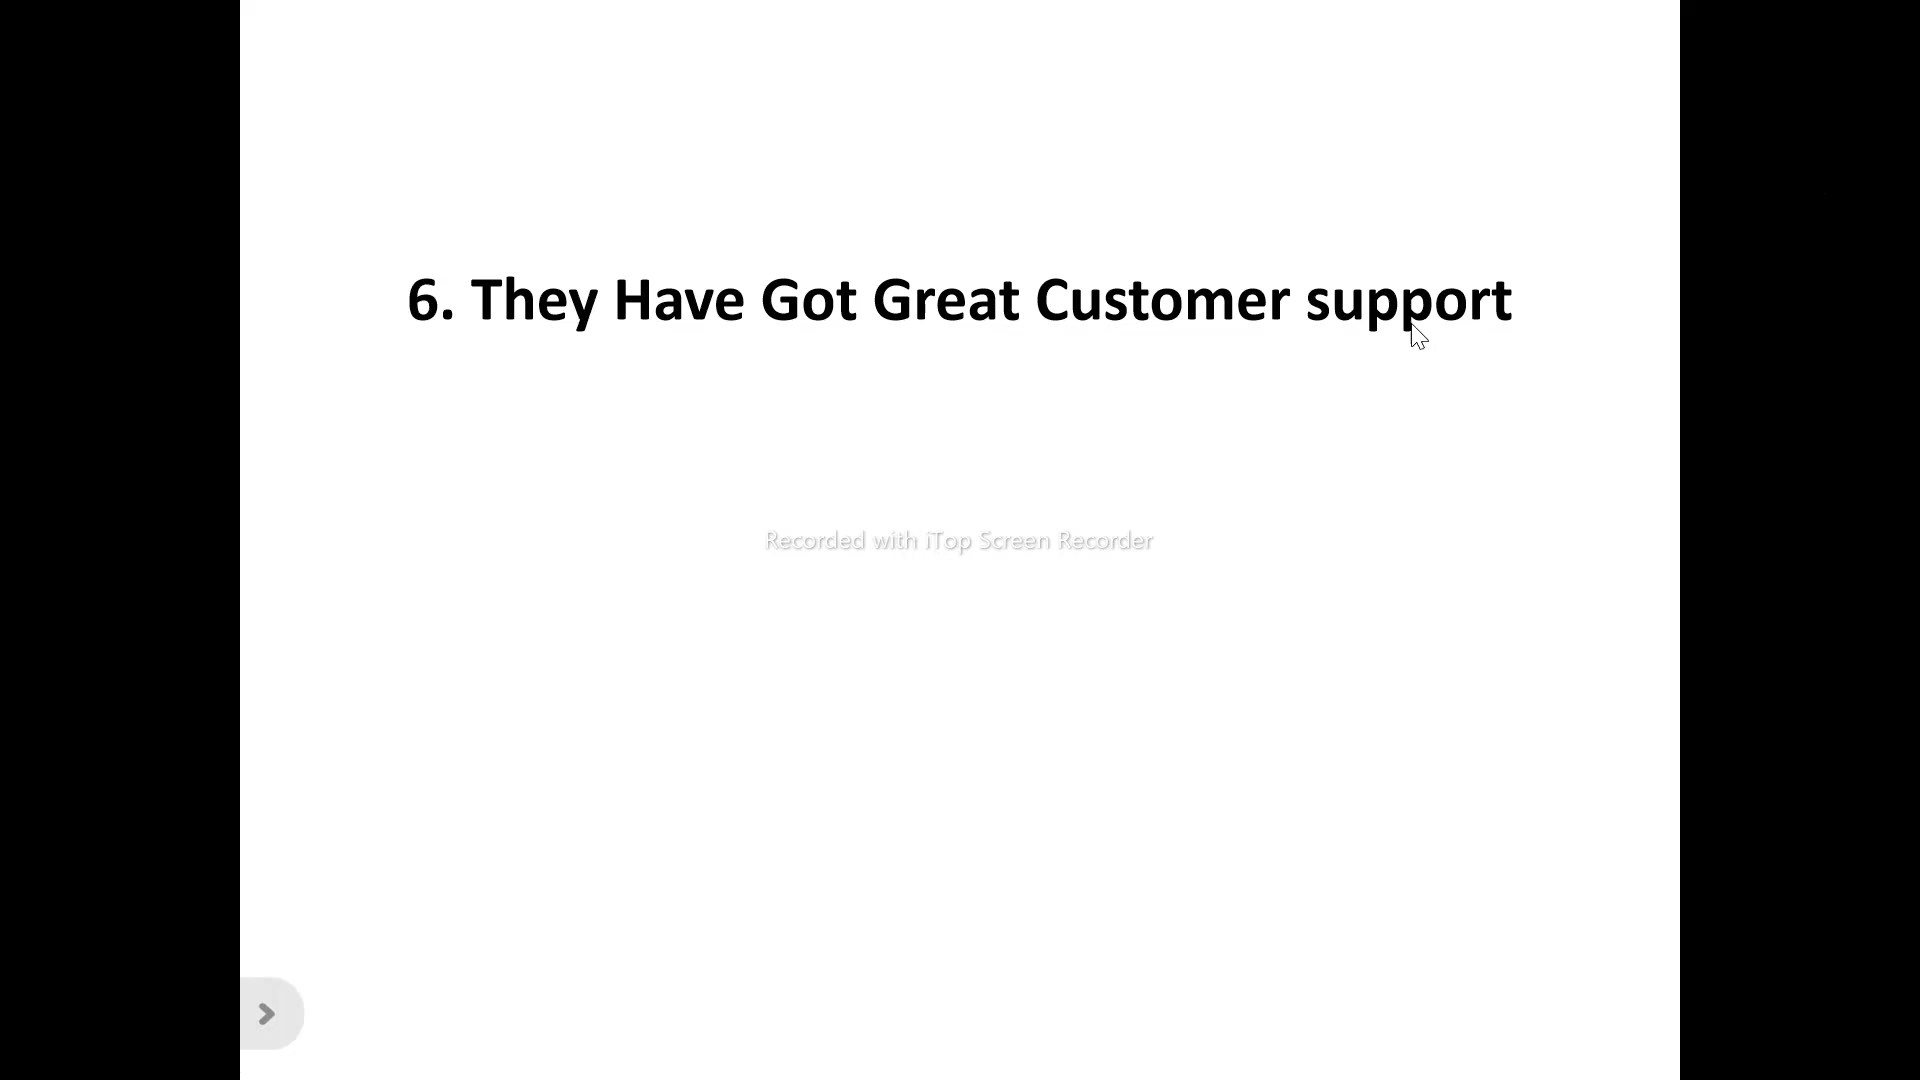 6. They Have Got Great Customer support
Recorded with iTop Screen Recorder